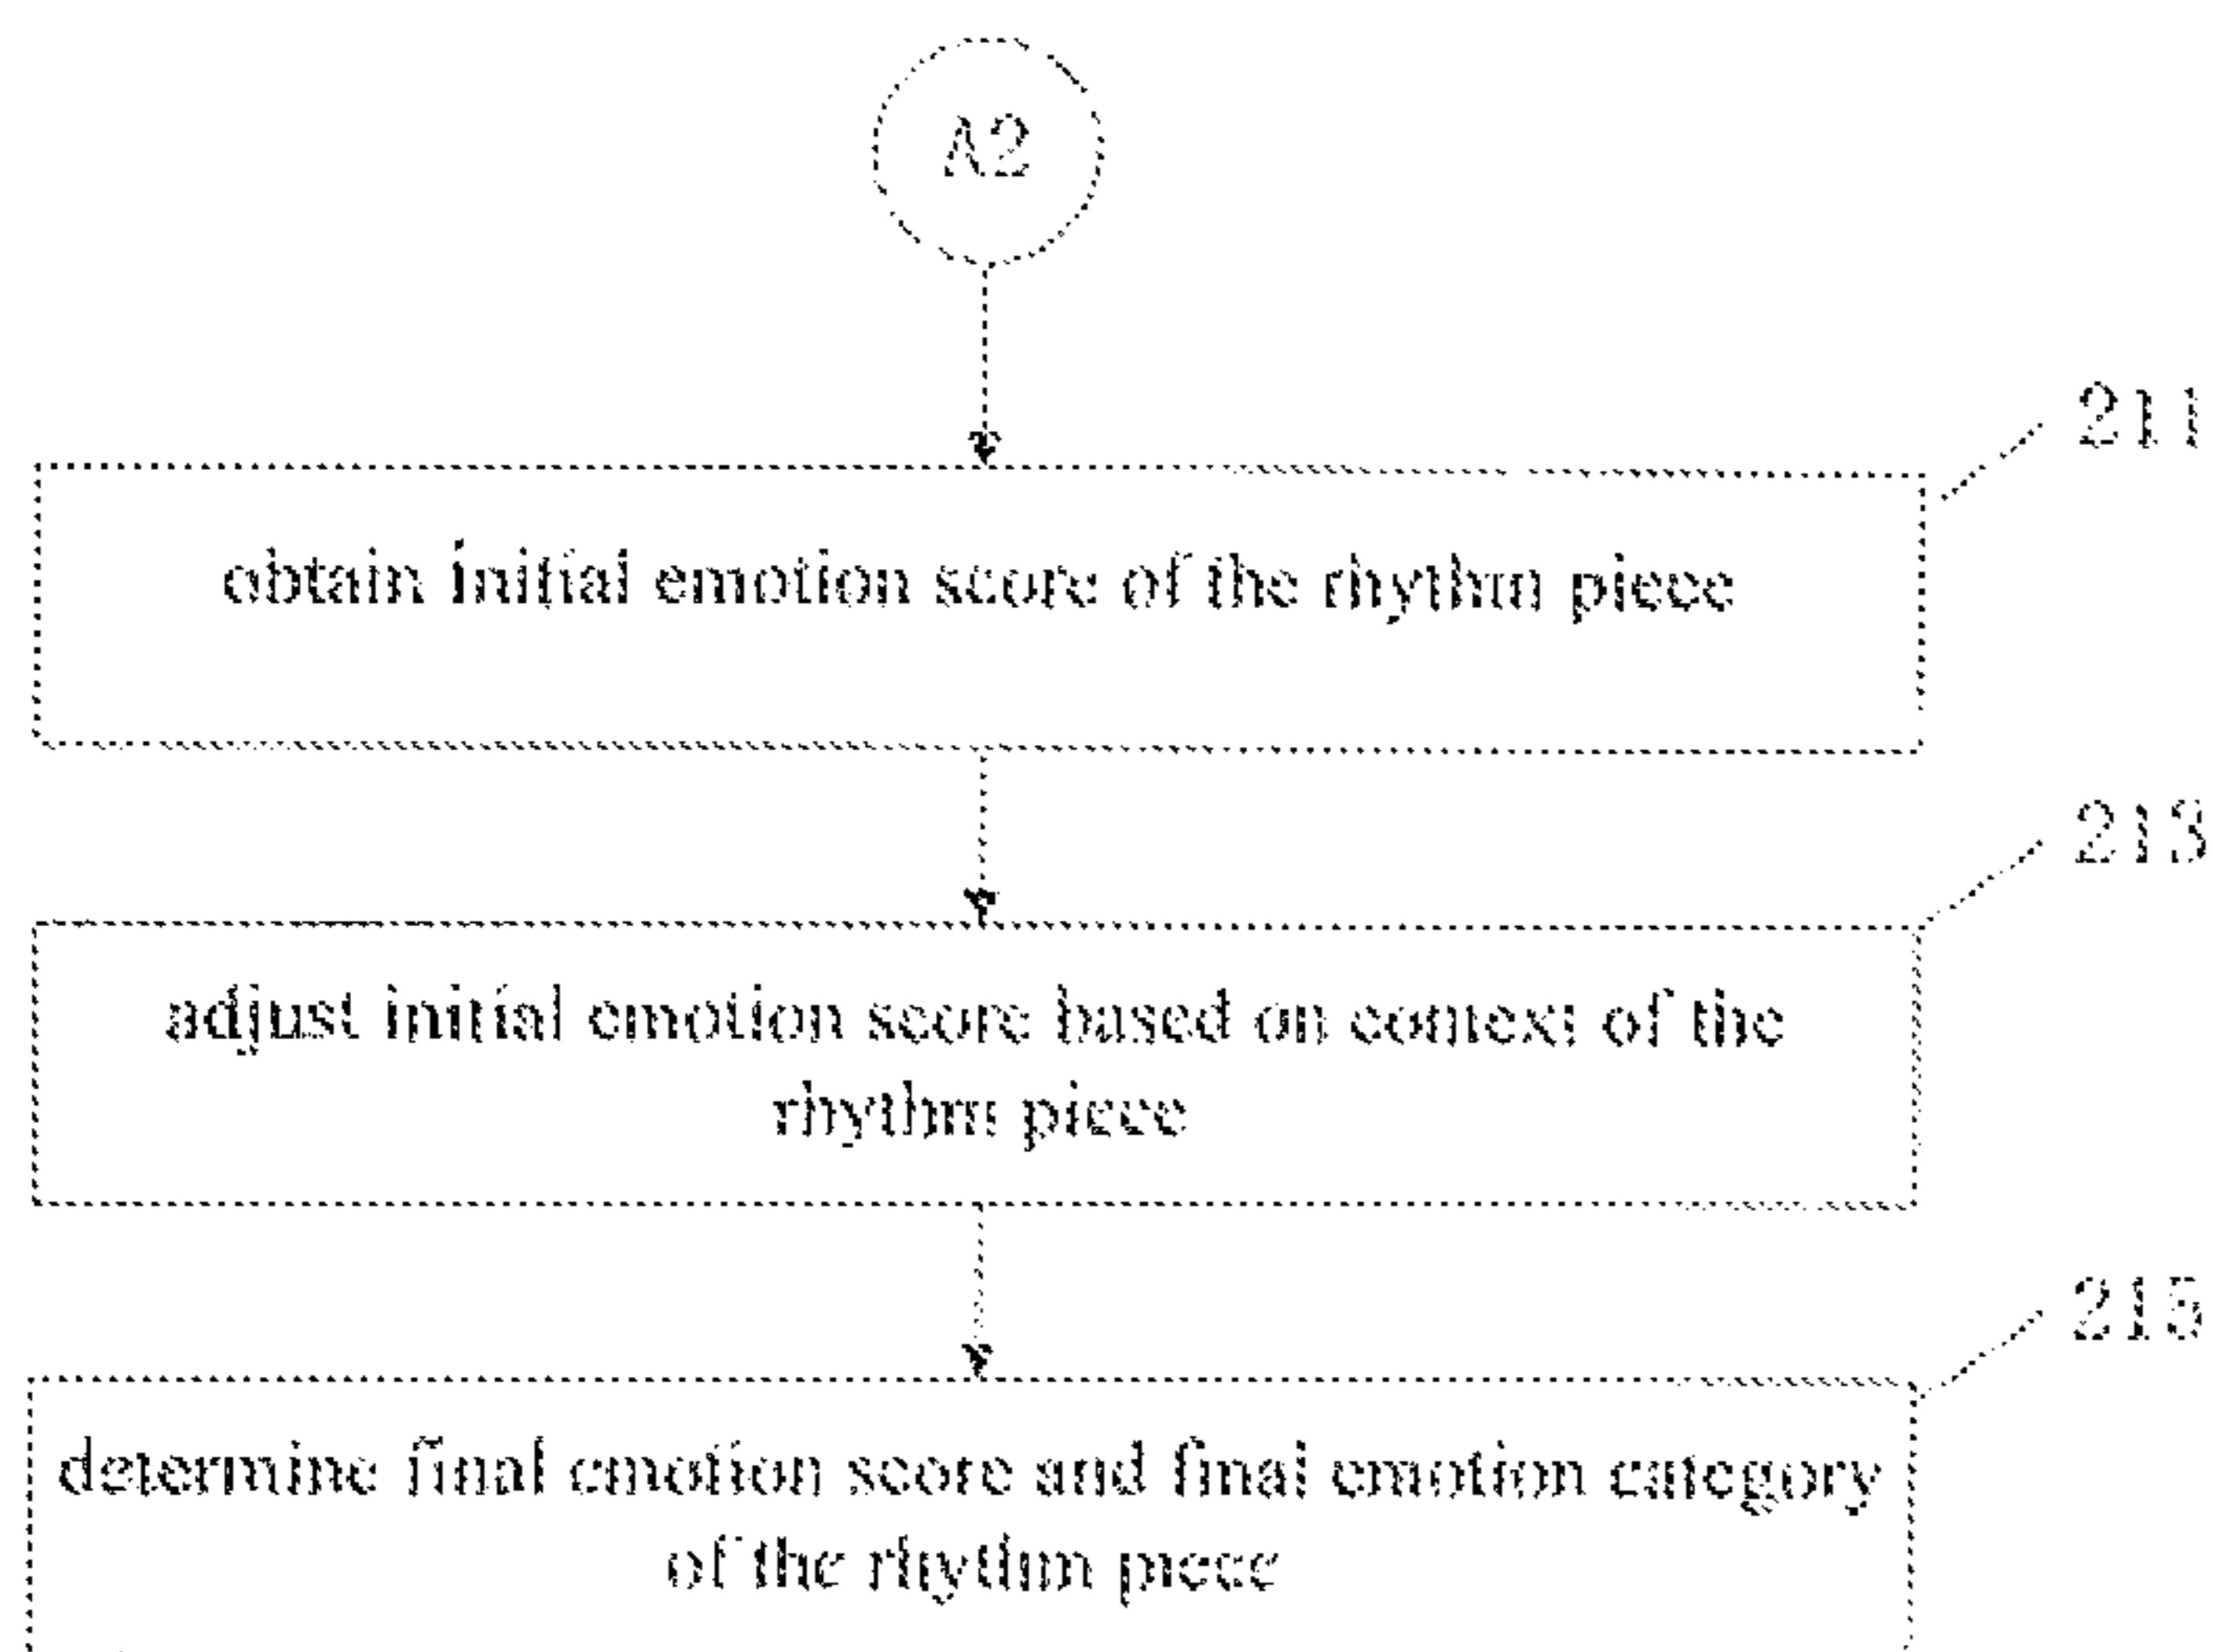 A2
211
obtain initial emotion score of the rhythm piece
213
adjust initial emotion score based on context of the
rhythm piece
215
determine final emotion score and final emotion category
of the rhythm piece